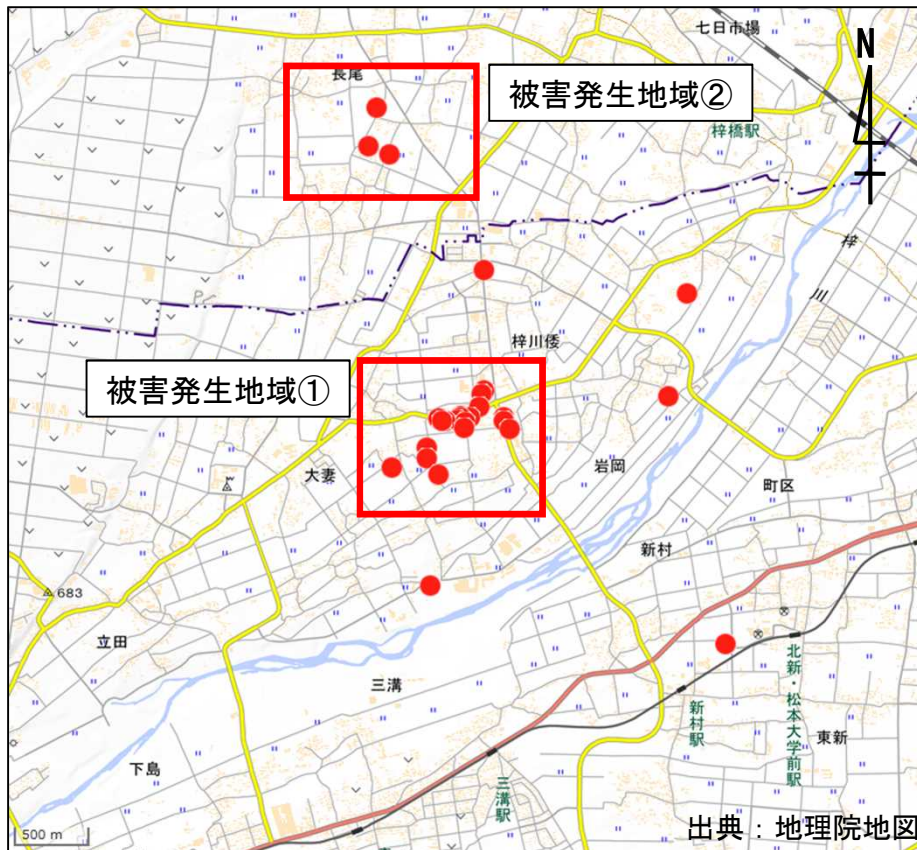 七日市場
N
長尾
被害発生地域②
梓橋駅
梓
川
梓川倭
被害発生地域①
大妻
岩岡
町区
新村
683
立田
三溝
北新・松本大学前駅
新村駅
東新
下島
三溝駅
500 m
出典：地理院地図